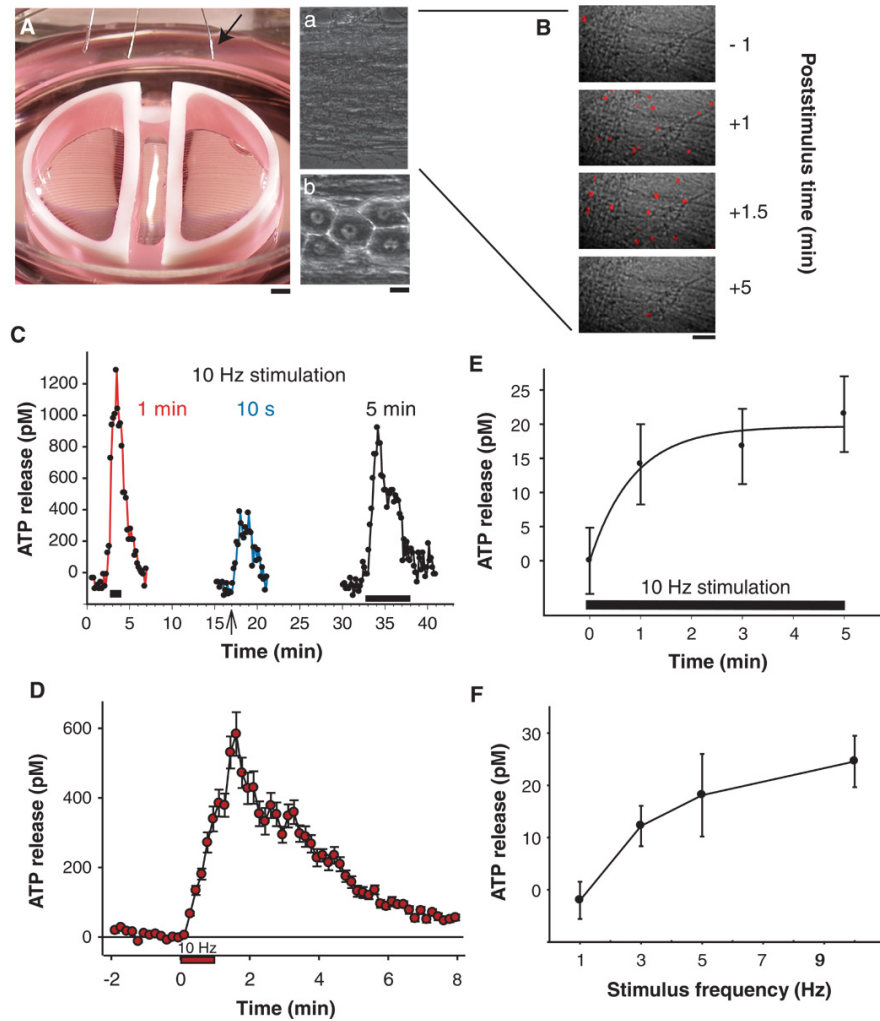 A
a
b
B
- 1
+1
+1.5
+5
Poststimulus time (min)
C
10 Hz stimulation
1 min
10 s
5 min
ATP release (pM)
1200
1000
800
600
400
200
0
0 5 10 15 20 25 30 35 40
Time (min)
D
ATP release (pM)
600
400
200
0
10 Hz
-2 0 2 4 6 8
Time (min)
E
ATP release (pM)
25
20
15
10
5
0
10 Hz stimulation
0 1 3 5
Time (min)
F
ATP release (pM)
30
20
10
0
1 3 5 7 9
Stimulus frequency (Hz)